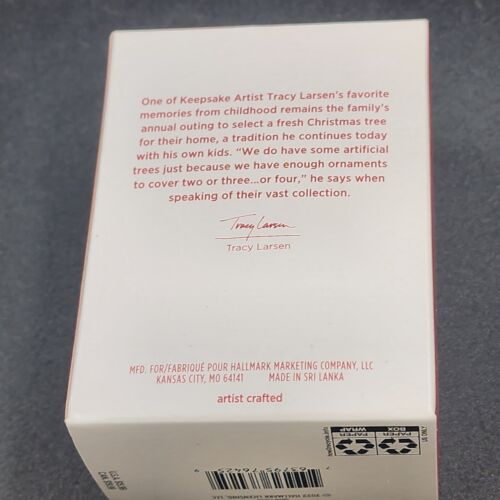 One of Keepsake Artist Tracy Larsen's favorite
memories from childhood remains the family's
annual outing to select a fresh Christmas tree
for their home, a tradition he continues today
with his own kids. "We do have some artificial
trees just because we have enough ornaments
to cover two or three...or four," he says when
speaking of their vast collection.
Tracy Larsen
Tracy Larsen
MFD. FOR/FABRIQUÉ POUR HALLMARK MARKETING COMPANY, LLC
KANSAS CITY, MO 64141 MADE IN SRI LANKA
artist crafted
PAPER WRAP
PAPER BOX
US ONLY